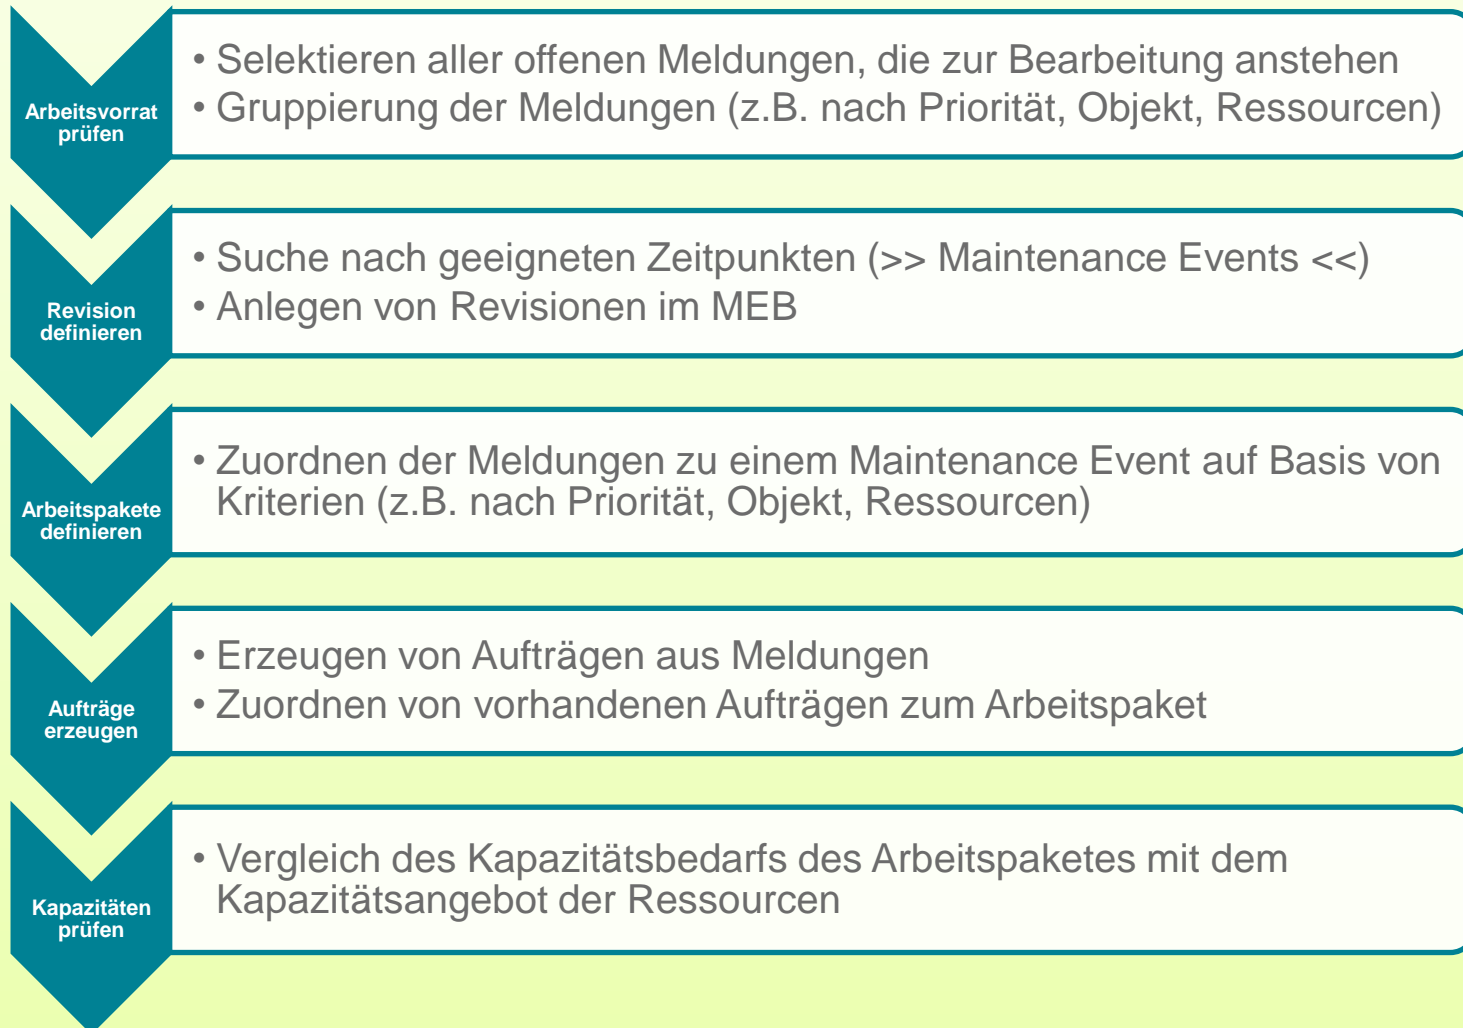 Arbeitsvorrat
prüfen
• Selektieren aller offenen Meldungen, die zur Bearbeitung anstehen
• Gruppierung der Meldungen (z.B. nach Priorität, Objekt, Ressourcen)
Revision
definieren
• Suche nach geeigneten Zeitpunkten (>> Maintenance Events <<)
• Anlegen von Revisionen im MEB
Arbeitspakete
definieren
• Zuordnen der Meldungen zu einem Maintenance Event auf Basis von
Kriterien (z.B. nach Priorität, Objekt, Ressourcen)
Aufträge
erzeugen
• Erzeugen von Aufträgen aus Meldungen
• Zuordnen von vorhandenen Aufträgen zum Arbeitspaket
Kapazitäten
prüfen
• Vergleich des Kapazitätsbedarfs des Arbeitspaketes mit dem
Kapazitätsangebot der Ressourcen